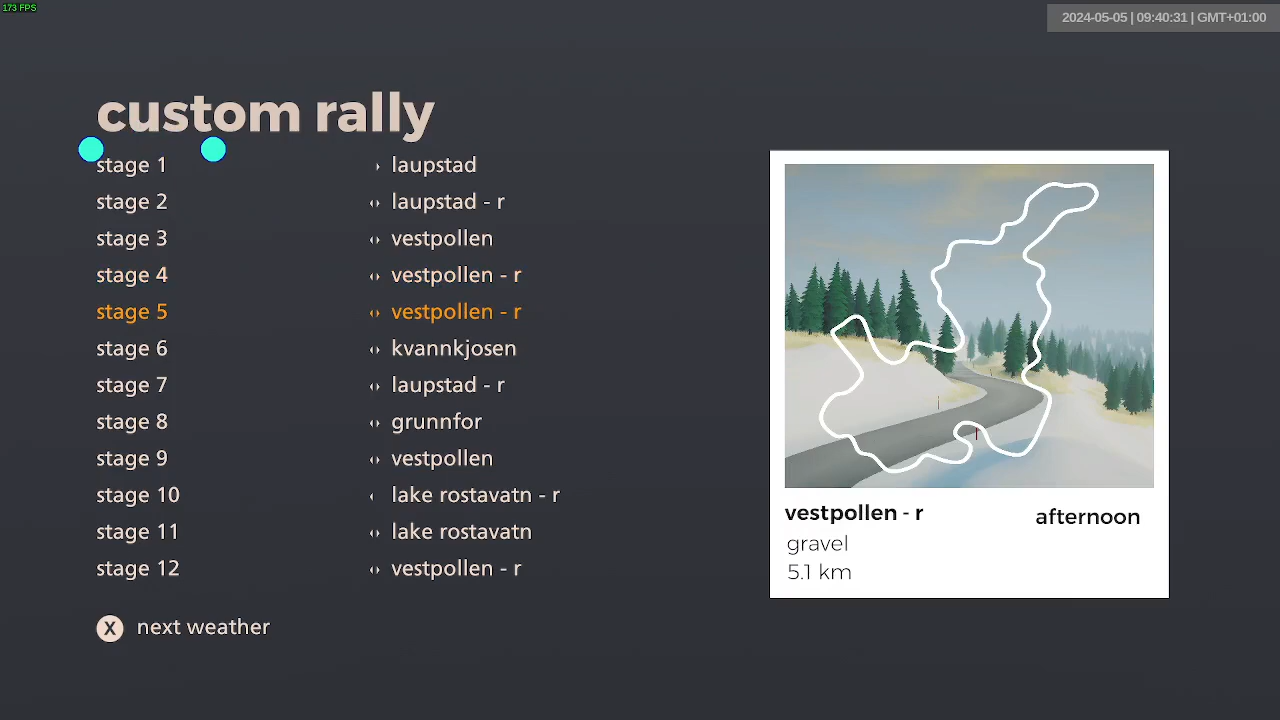 173 FPS
2024-05-05 | 09:40:31 | GMT+01:00
custom rally
stage 1 laupstad
stage 2 laupstad - r
stage 3 vestpollen
stage 4 vestpollen - r
stage 5 vestpollen - r
stage 6 kvannkjosen
stage 7 laupstad - r
stage 8 grunnfor
stage 9 vestpollen
stage 10 lake rostavatn - r
stage 11 lake rostavatn
stage 12 vestpollen - r
X next weather
vestpollen - r afternoon
gravel
5.1 km